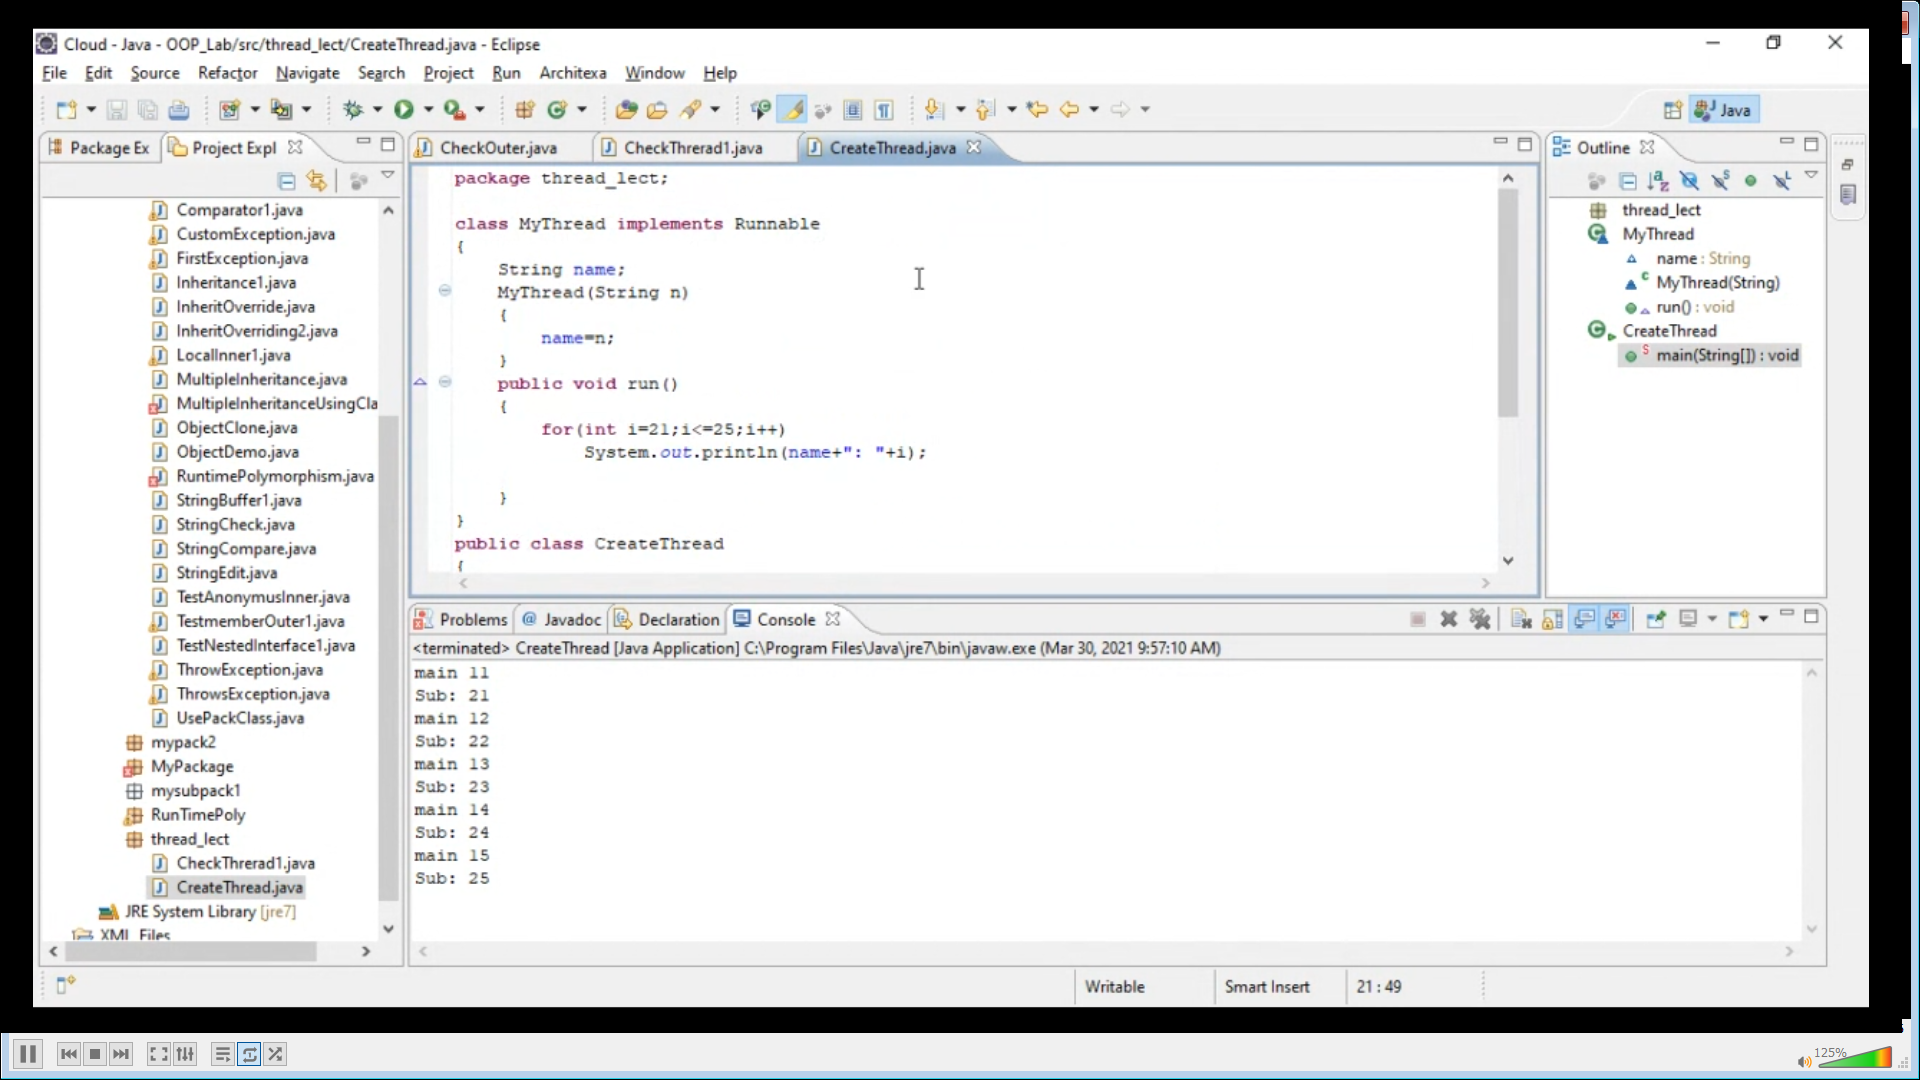 Cloud - Java - OOP_Lab/src/thread_lect/CreateThread.java - Eclipse
File Edit Source Refactor Navigate Search Project Run Architexa Window Help
Java
Package Ex
Project Expl
CheckOuter.java
CheckThrerad1.java
CreateThread.java
Outline
Comparator1.java
CustomException.java
FirstException.java
Inheritance1.java
InheritOverride.java
InheritOverriding2.java
LocalInner1.java
MultipleInheritance.java
MultipleInheritanceUsingCla
ObjectClone.java
ObjectDemo.java
RuntimePolymorphism.java
StringBuffer1.java
StringCheck.java
StringCompare.java
StringEdit.java
TestAnonymusInner.java
TestmemberOuter1.java
TestNestedInterface1.java
ThrowException.java
ThrowsException.java
UsePackClass.java
mypack2
MyPackage
mysubpack1
RunTimePoly
thread_lect
CheckThrerad1.java
CreateThread.java
JRE System Library [jre7]
XML_Files
package thread_lect;
class MyThread implements Runnable
{
String name;
MyThread(String n)
{
name=n;
}
public void run()
{
for(int i=21;i<=25;i++)
System.out.println(name+": "+i);
}
}
public class CreateThread
{
thread_lect
MyThread
name : String
MyThread(String)
run() : void
CreateThread
main(String[]) : void
Problems
@ Javadoc
Declaration
Console
<terminated> CreateThread [Java Application] C:\Program Files\Java\jre7\bin\javaw.exe (Mar 30, 2021 9:57:10 AM)
main 11
Sub: 21
main 12
Sub: 22
main 13
Sub: 23
main 14
Sub: 24
main 15
Sub: 25
Writable
Smart Insert
21 : 49
125%